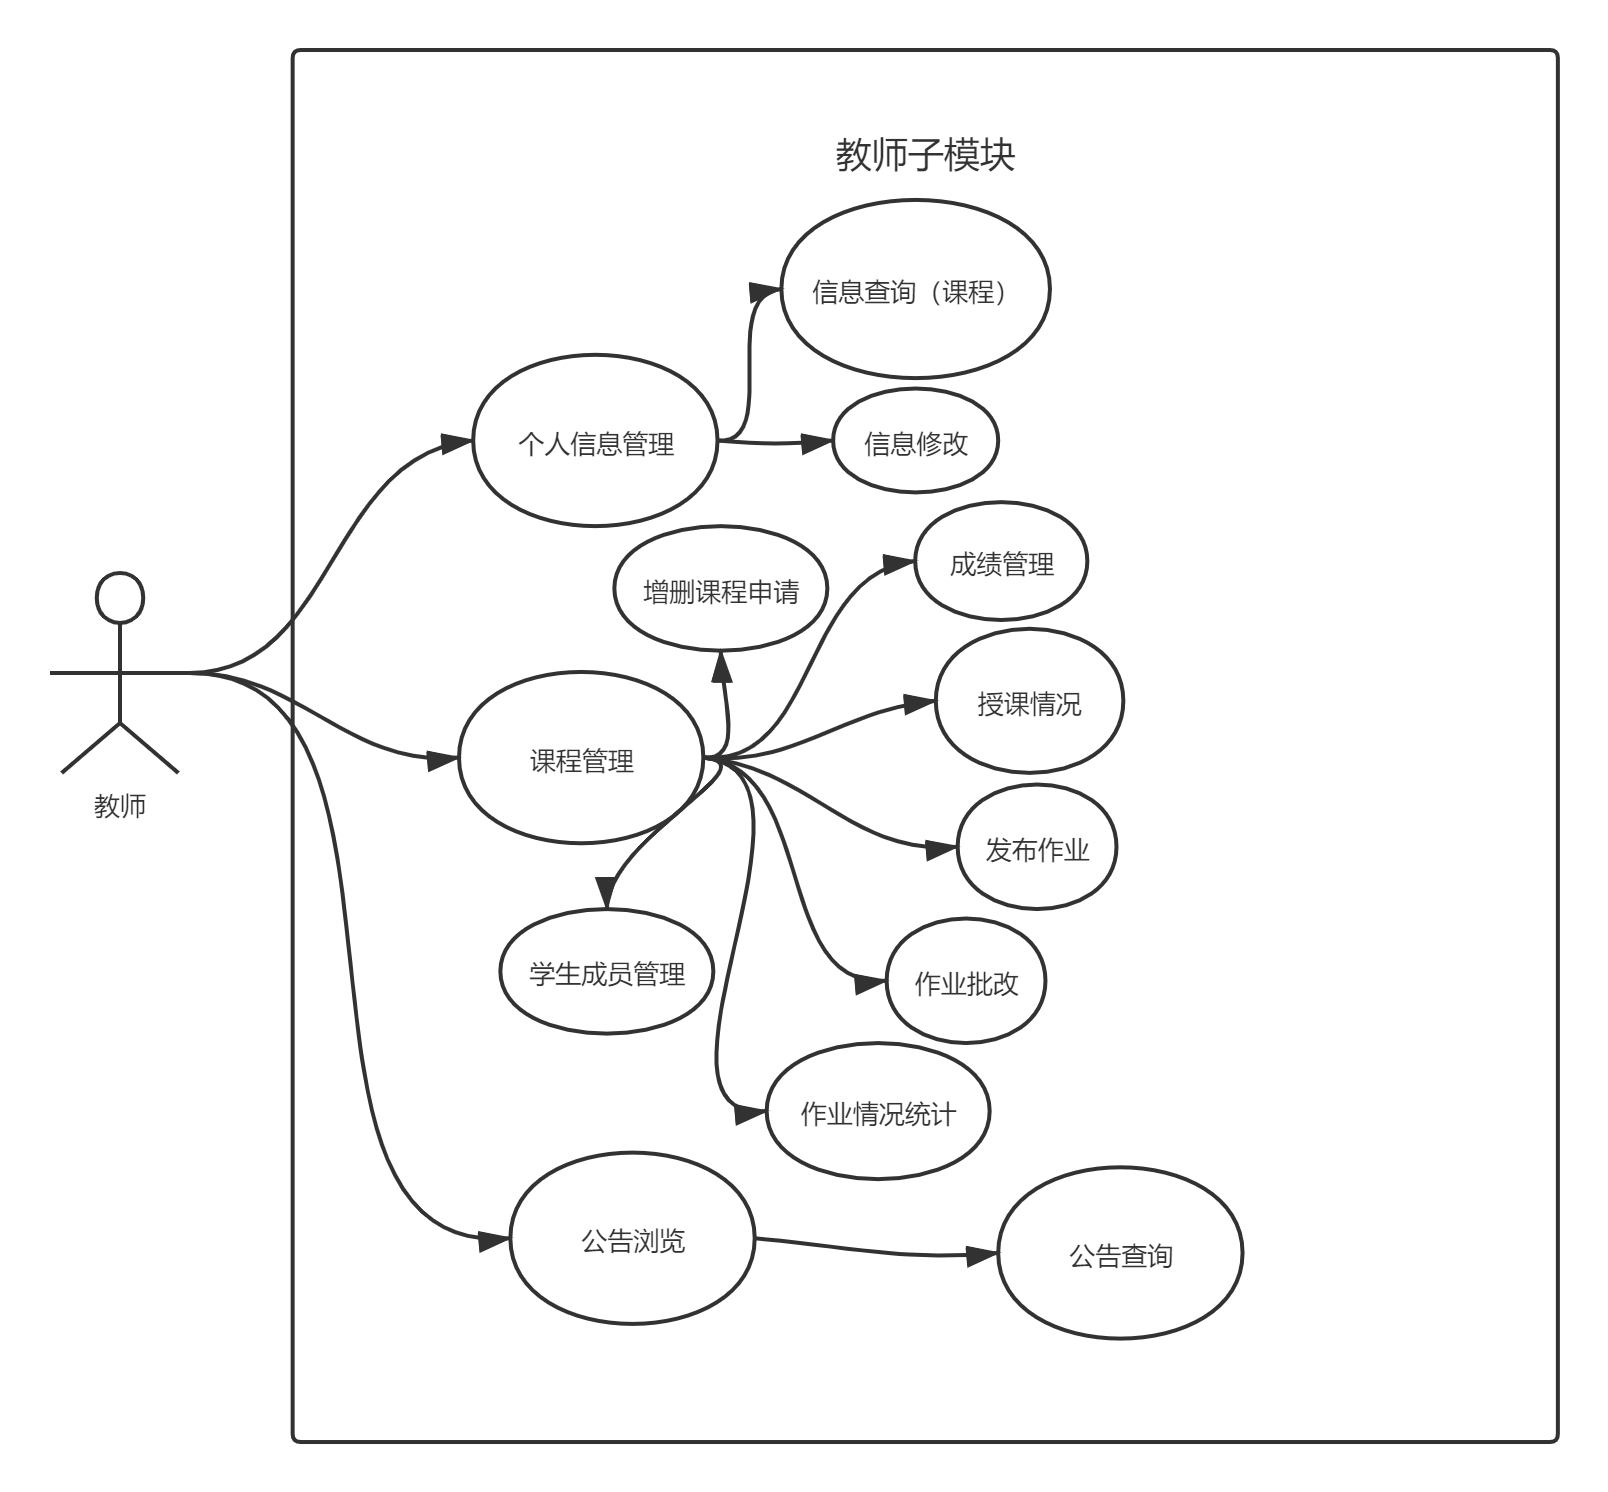 教师子模块
信息查询（课程）
个人信息管理
信息修改
成绩管理
增删课程申请
授课情况
课程管理
教师
发布作业
学生成员管理
作业批改
作业情况统计
公告浏览
公告查询